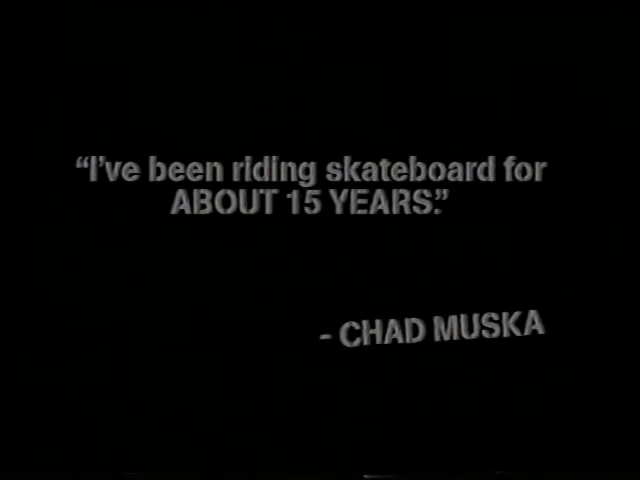 “I’ve been riding skateboard for
ABOUT 15 YEARS.”
- CHAD MUSKA